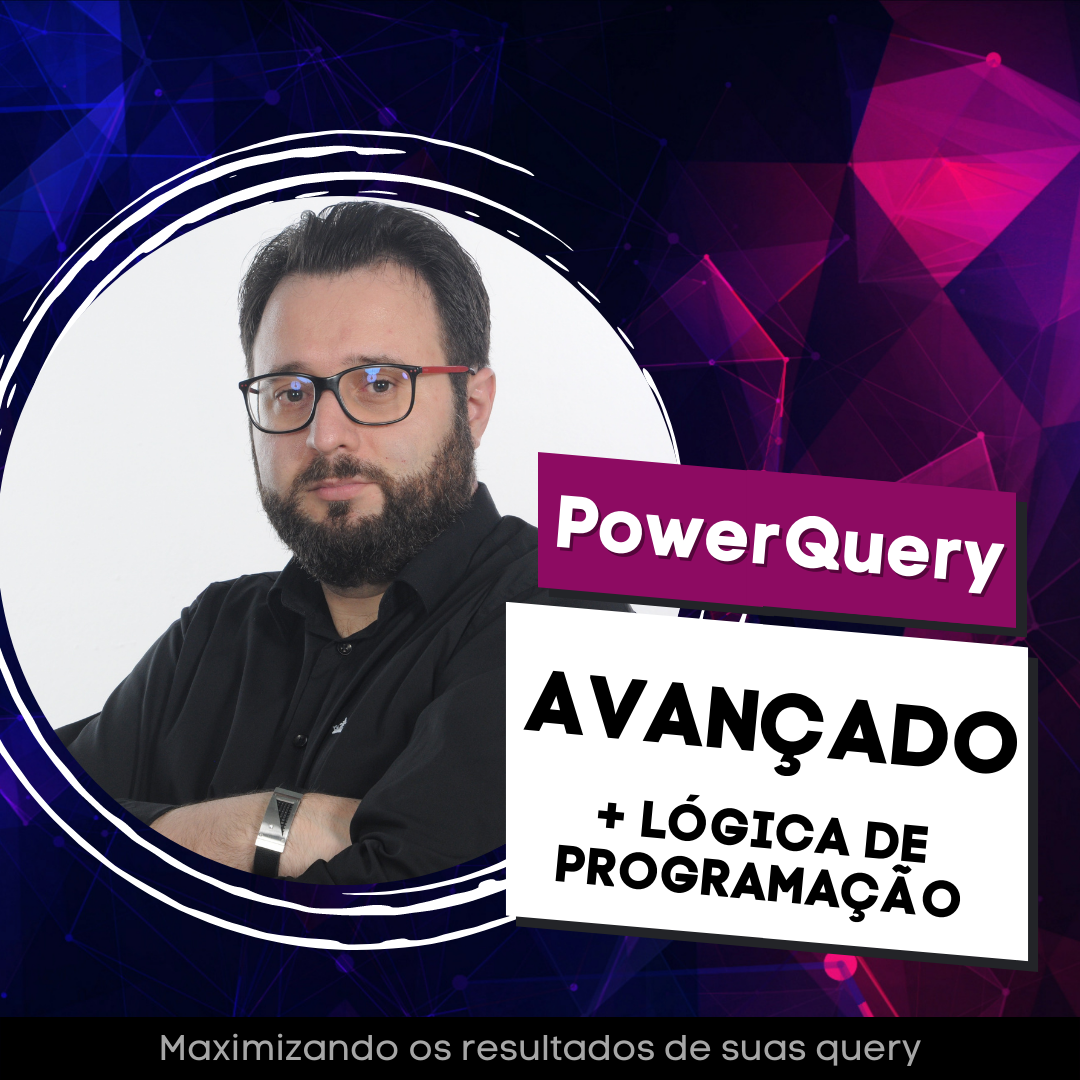 PowerQuery
AVANÇADO
+ LÓGICA DE
PROGRAMAÇÃO
Maximizando os resultados de suas query